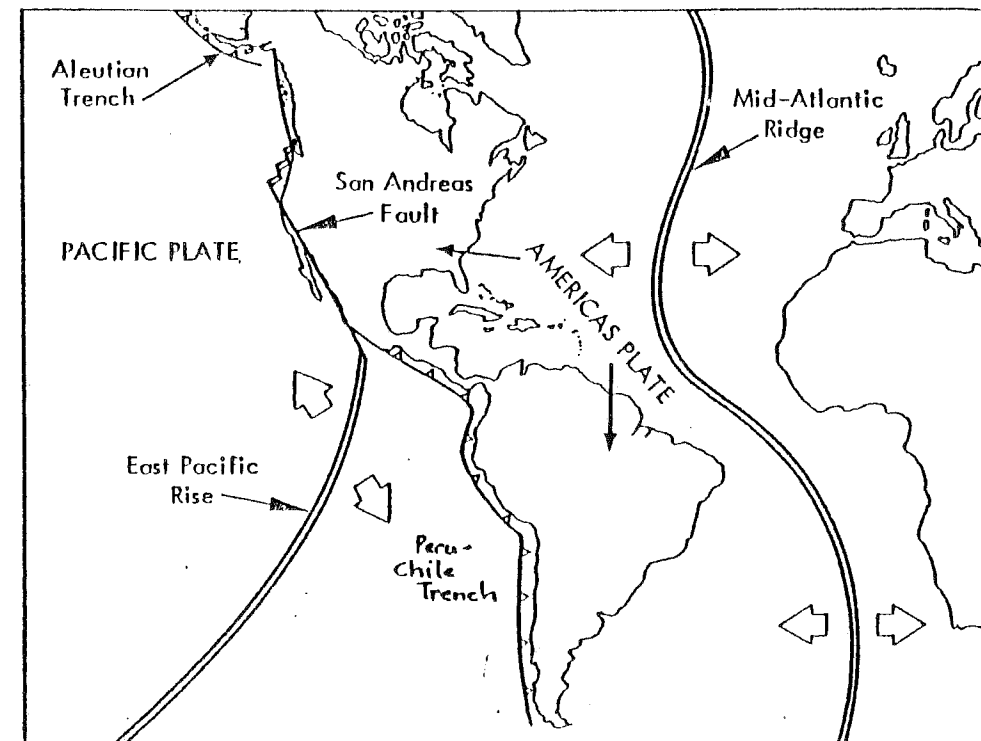 Aleutian
Trench
Mid-Atlantic
Ridge
San Andreas
Fault
PACIFIC PLATE
AMERICAS PLATE
East Pacific
Rise
Peru-
Chile
Trench